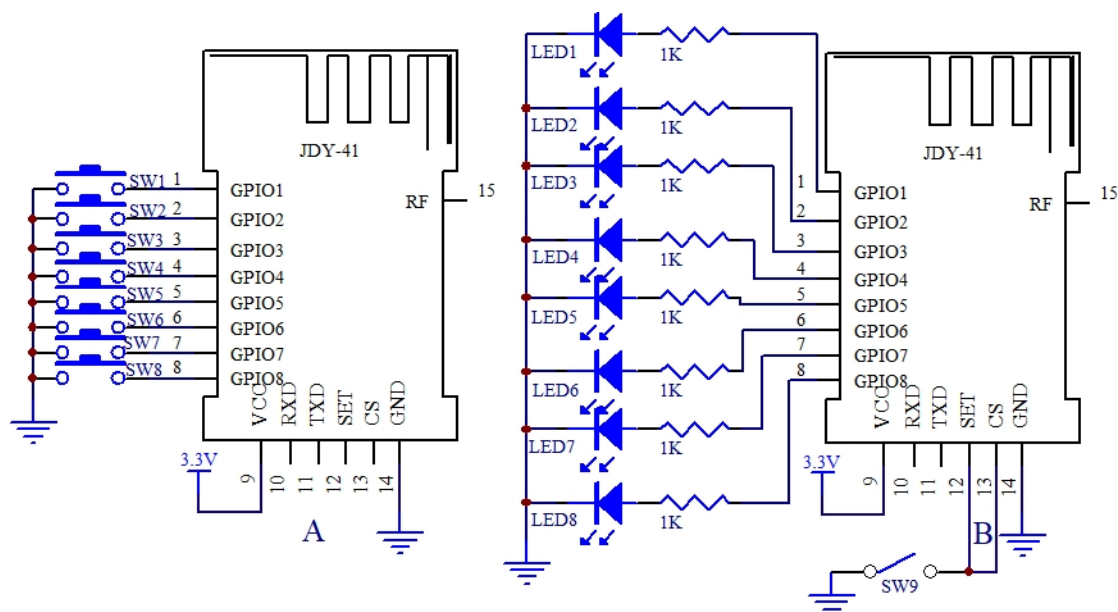 JDY-41
SW1 1 GPIO1
SW2 2 GPIO2
SW3 3 GPIO3
SW4 4 GPIO4
SW5 5 GPIO5
SW6 6 GPIO6
SW7 7 GPIO7
SW8 8 GPIO8
RF 15
VCC RXD TXD SET CS GND
3.3V
9 10 11 12 13 14
A
LED1 1K
LED2 1K
LED3 1K
LED4 1K
LED5 1K
LED6 1K
LED7 1K
LED8 1K
JDY-41
1 GPIO1
2 GPIO2
3 GPIO3
4 GPIO4
5 GPIO5
6 GPIO6
7 GPIO7
8 GPIO8
RF 15
VCC RXD TXD SET CS GND
3.3V
9 10 11 12 13 14
B
SW9